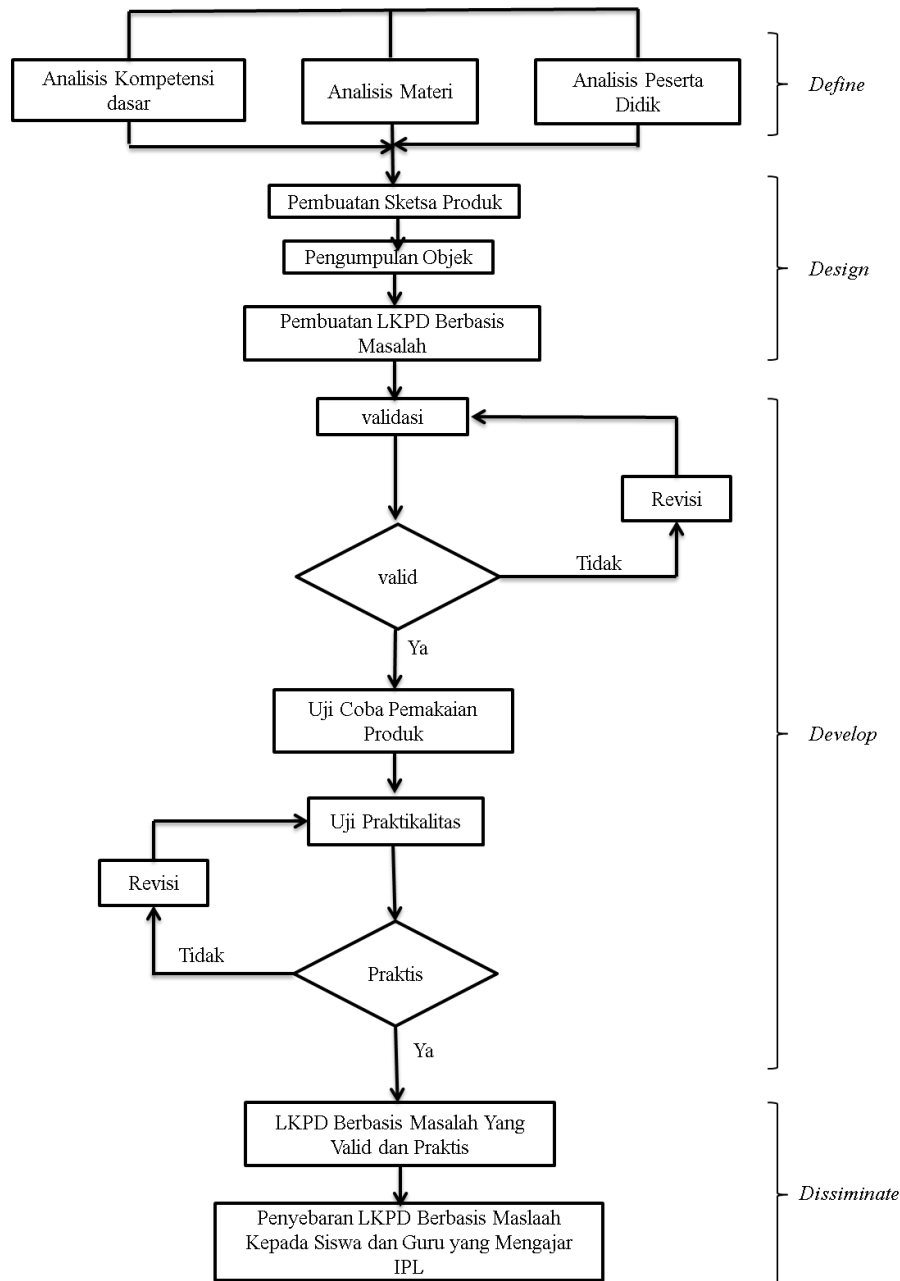 Analisis Kompetensi
dasar
Analisis Materi
Analisis Peserta
Didik
Define
Pembuatan Sketsa Produk
Pengumpulan Objek
Pembuatan LKPD Berbasis
Masalah
Design
validasi
Revisi
valid
Tidak
Ya
Uji Coba Pemakaian
Produk
Develop
Uji Praktikalitas
Revisi
Tidak
Praktis
Ya
LKPD Berbasis Masalah Yang
Valid dan Praktis
Dissiminate
Penyebaran LKPD Berbasis Maslaah
Kepada Siswa dan Guru yang Mengajar
IPL